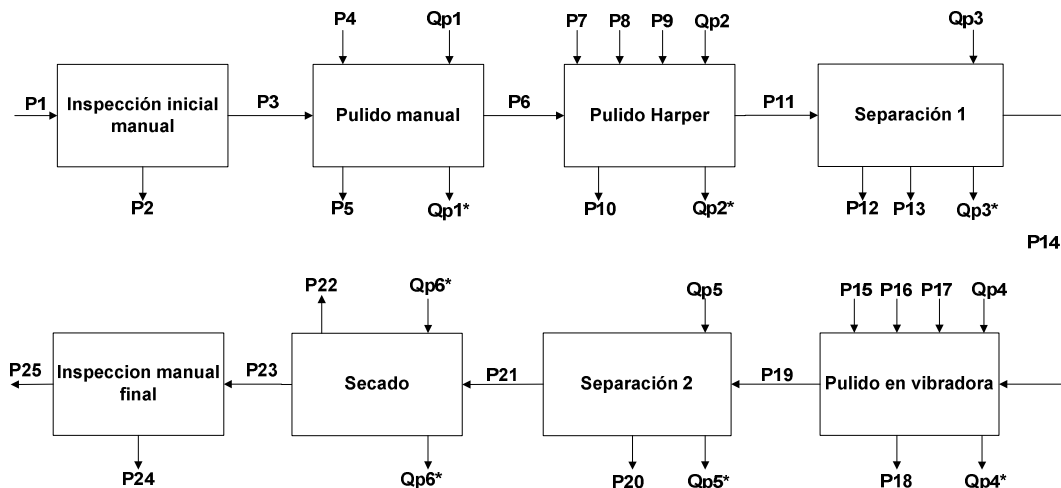 P4
Qp1
P7
P8
P9
Qp2
Qp3
P1
Inspección inicial
manual
P3
Pulido manual
P6
Pulido Harper
P11
Separación 1
P2
P5
Qp1*
P10
Qp2*
P12
P13
Qp3*
P14
P22
Qp6*
Qp5
P15
P16
P17
Qp4
P25
Inspeccion manual
final
P23
Secado
P21
Separación 2
P19
Pulido en vibradora
P24
Qp6*
P20
Qp5*
P18
Qp4*